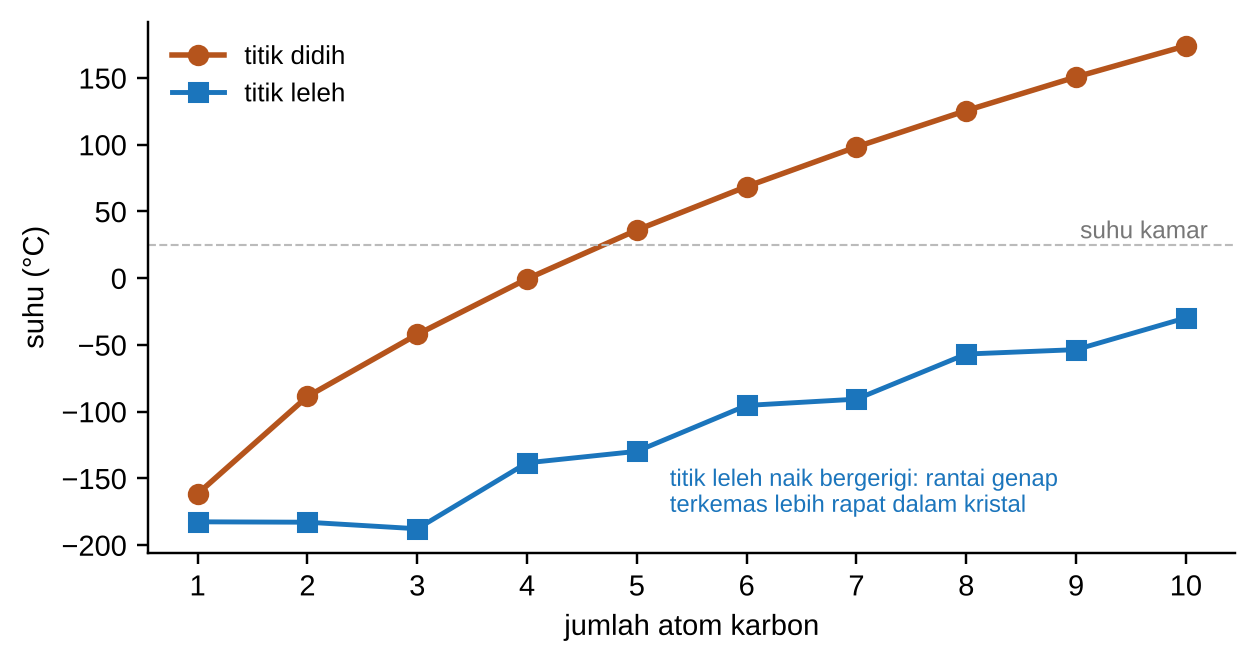 titik didih
titik leleh
150
100
50
0
−50
−100
−150
−200
suhu (°C)
suhu kamar
titik leleh naik bergerigi: rantai genap
terkemas lebih rapat dalam kristal
1 2 3 4 5 6 7 8 9 10
jumlah atom karbon